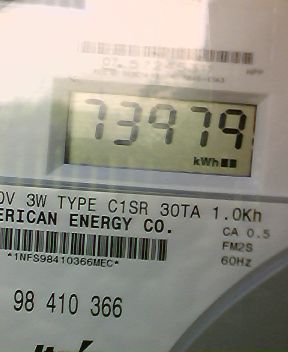 73979
kWh
0V 3W TYPE C1SR 30TA 1.0Kh
ERICAN ENERGY CO.
CA 0.5
FM2S
*1NFS98410366MEC*
60Hz
98 410 366